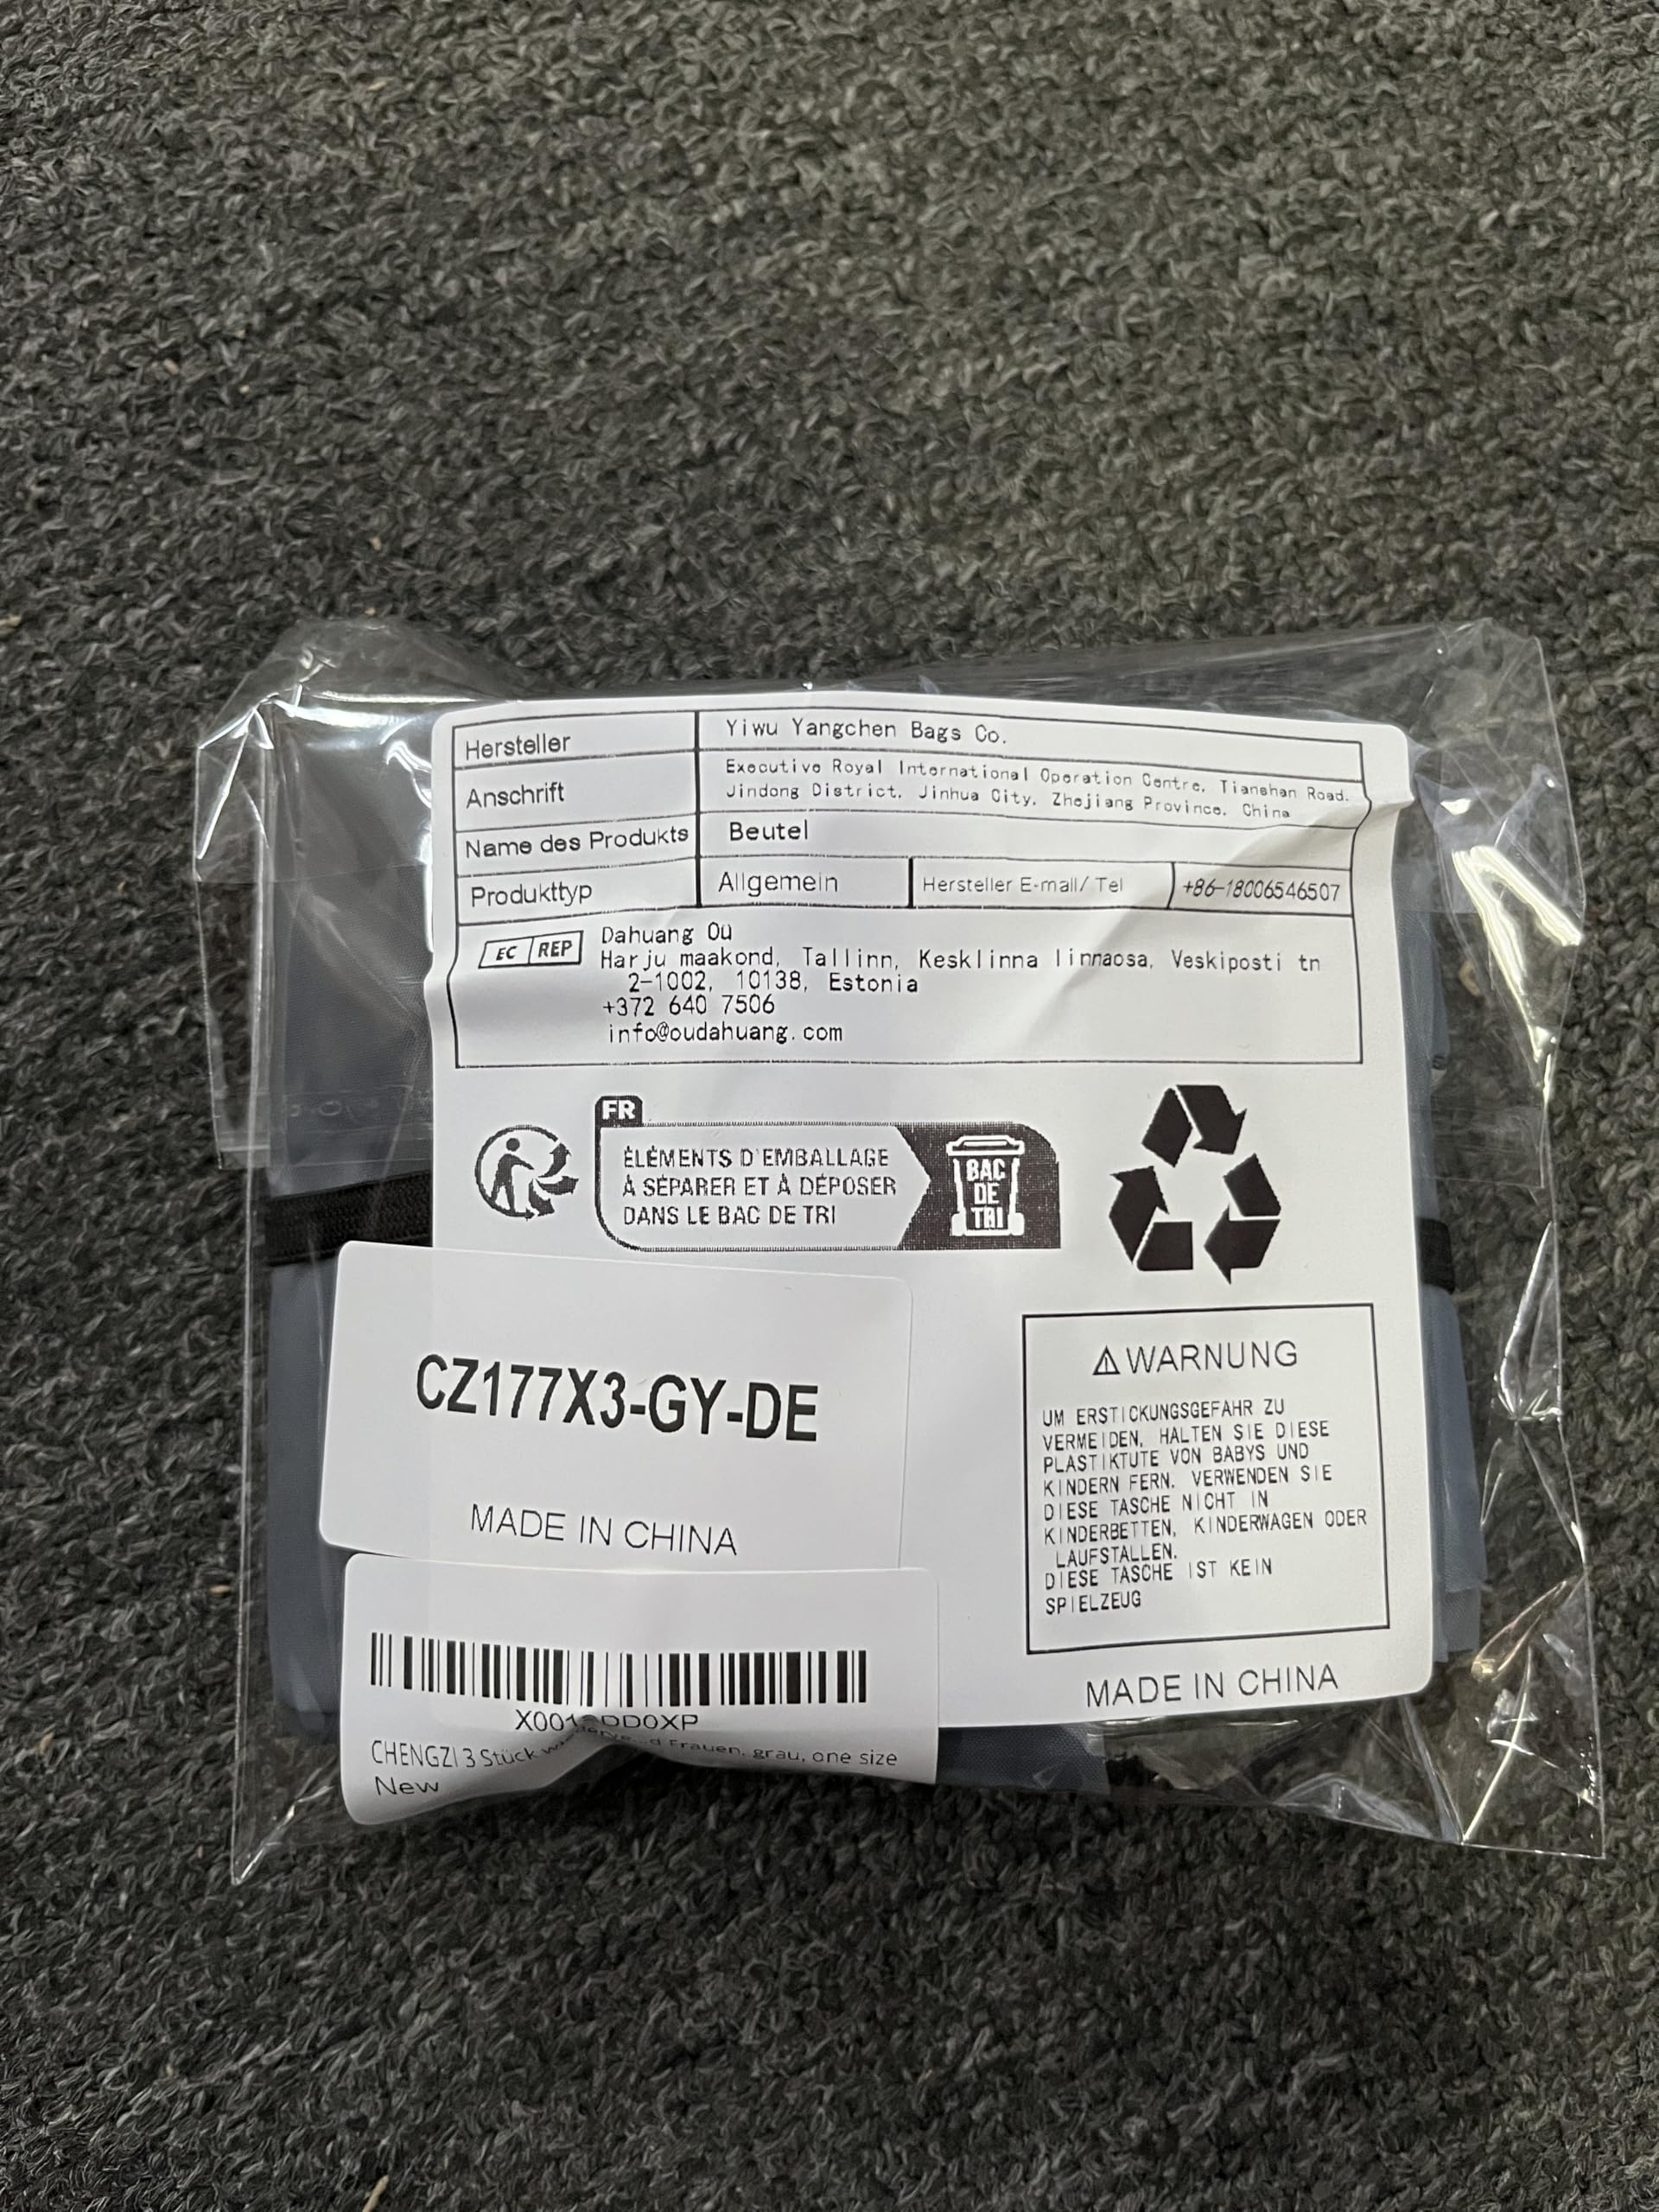 Hersteller
Yiwu Yangchen Bags Co.
Anschrift
Executive Royal International Operation Centre, Tianshan Road.
Jindong District. Jinhua City. Zhejiang Province. China
Name des Produkts
Beutel
Produkttyp
Allgemein
Hersteller E-mail/ Tel
+86-18006546507
EC REP
Dahuang OÜ
Harju maakond, Tallinn, Kesklinna linnaosa, Veskiposti tn
2-1002, 10138, Estonia
+372 640 7506
info@oudahuang.com
FR
ÉLÉMENTS D'EMBALLAGE
À SÉPARER ET À DÉPOSER
DANS LE BAC DE TRI
BAC
DE
TRI
CZ177X3-GY-DE
MADE IN CHINA
WARNUNG
UM ERSTICKUNGSGEFAHR ZU
VERMEIDEN, HALTEN SIE DIESE
PLASTIKTUTE VON BABYS UND
KINDERN FERN. VERWENDEN SIE
DIESE TASCHE NICHT IN
KINDERBETTEN, KINDERWAGEN ODER
LAUFSTALLEN.
DIESE TASCHE IST KEIN
SPIELZEUG
MADE IN CHINA
CHENGZI 3 Stück Frauen, grau, one size
New